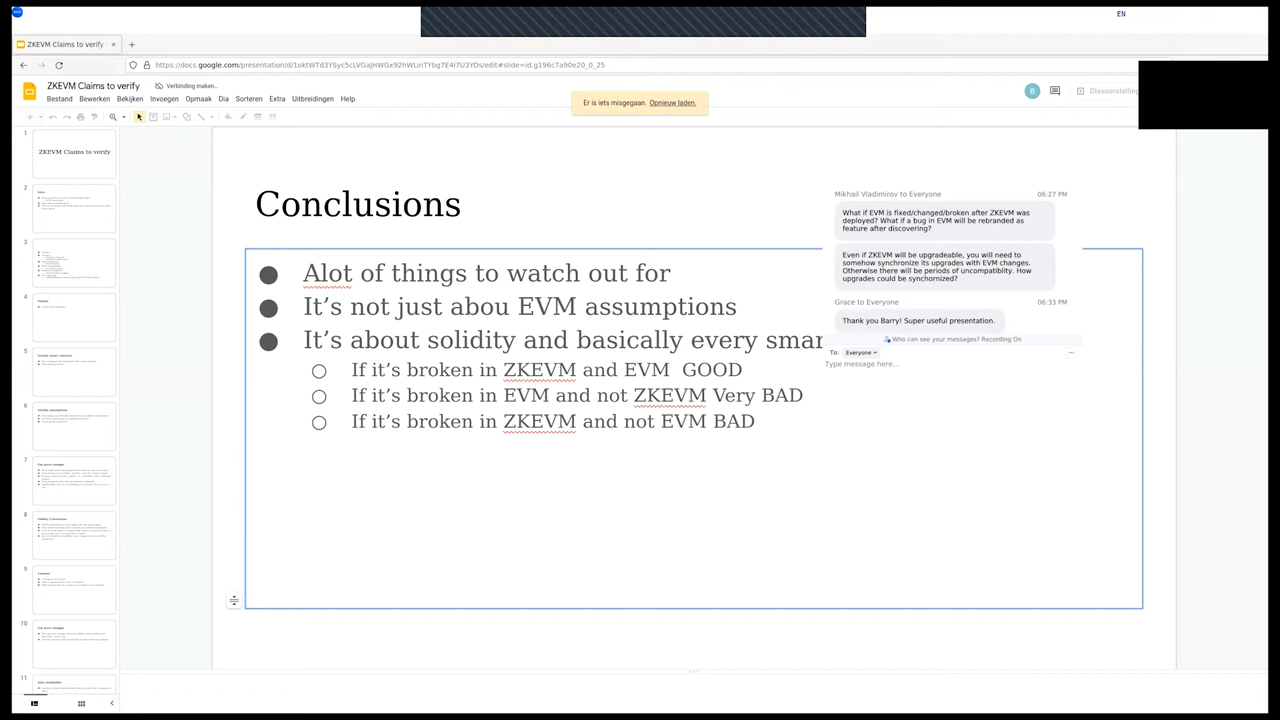 EN
ZKEVM Claims to verify
https://docs.google.com/presentation/d/1oktWTd3YSyc5cLVGajHWGx92hWLinTYbg7E4I7U3YOs/edit#slide=id.g196c7a90e20_0_25
ZKEVM Claims to verify
Verbinding maken...
Bestand Bewerken Bekijken Invoegen Opmaak Dia Sorteren Extra Uitbreidingen Help
Er is iets misgegaan. Opnieuw laden.
B
Diavoorstelling
1
ZKEVM Claims to verify
2
3
4
5
6
7
8
9
10
11
Conclusions
Alot of things to watch out for
It's not just abou EVM assumptions
It's about solidity and basically every smar
If it's broken in ZKEVM and EVM GOOD
If it's broken in EVM and not ZKEVM Very BAD
If it's broken in ZKEVM and not EVM BAD
Mikhail Vladimirov to Everyone 06:27 PM
What if EVM is fixed/changed/broken after ZKEVM was
deployed? What if a bug in EVM will be rebranded as
feature after discovering?
Even if ZKEVM will be upgradeable, you will need to
somehow synchronize its upgrades with EVM changes.
Otherwise there will be periods of uncompatiblity. How
upgrades could be synchornized?
Grace to Everyone 06:33 PM
Thank you Barry! Super useful presentation.
Who can see your messages? Recording On
To: Everyone
Type message here...